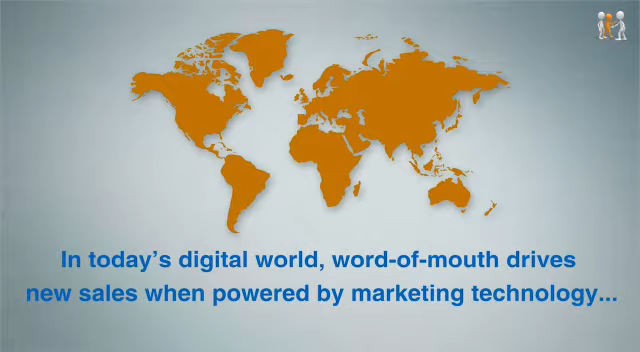 In today's digital world, word-of-mouth drives
new sales when powered by marketing technology...